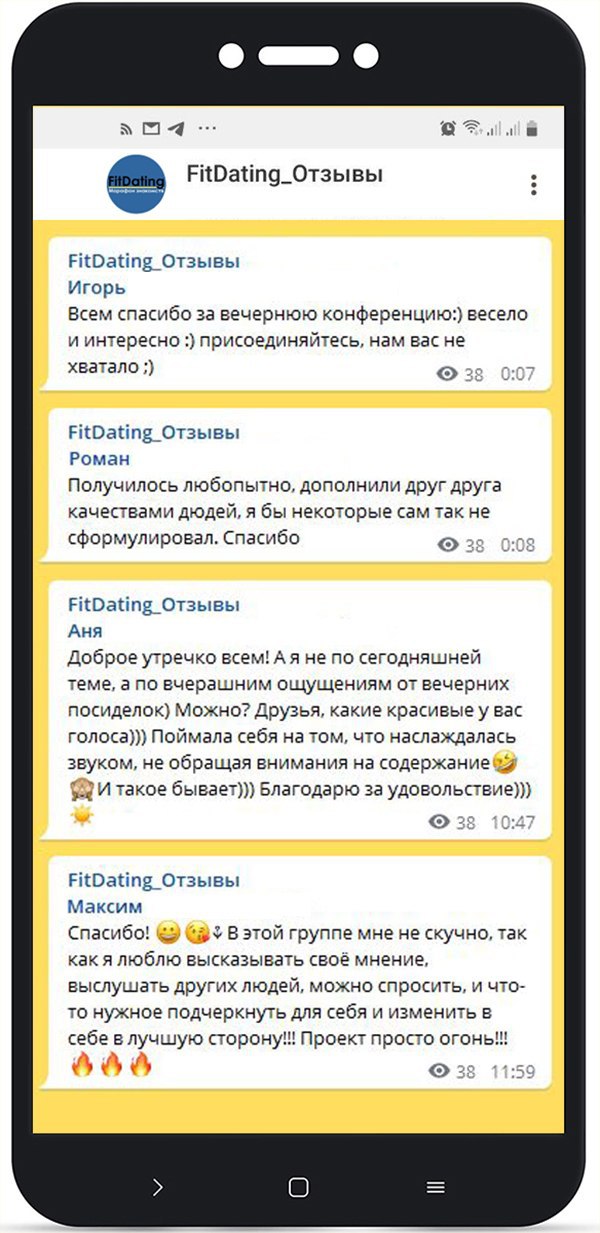 FitDating
Марафон знакомств
FitDating_Отзывы
FitDating_Отзывы
Игорь
Всем спасибо за вечернюю конференцию:) весело
и интересно :) присоединяйтесь, нам вас не
хватало ;)
38 0:07
FitDating_Отзывы
Роман
Получилось любопытно, дополнили друг друга
качествами дюдей, я бы некоторые сам так не
сформулировал. Спасибо
38 0:08
FitDating_Отзывы
Аня
Доброе утречко всем! А я не по сегодняшней
теме, а по вчерашним ощущениям от вечерних
посиделок) Можно? Друзья, какие красивые у вас
голоса))) Поймала себя на том, что наслаждалась
звуком, не обращая внимания на содержание🤣
🙈И такое бывает))) Благодарю за удовольствие)))
☀️
38 10:47
FitDating_Отзывы
Максим
Спасибо! 😀😘⚓ В этой группе мне не скучно, так
как я люблю высказывать своё мнение,
выслушать других людей, можно спросить, и что-
то нужное подчеркнуть для себя и изменить в
себе в лучшую сторону!!! Проект просто огонь!!!
🔥🔥🔥
38 11:59